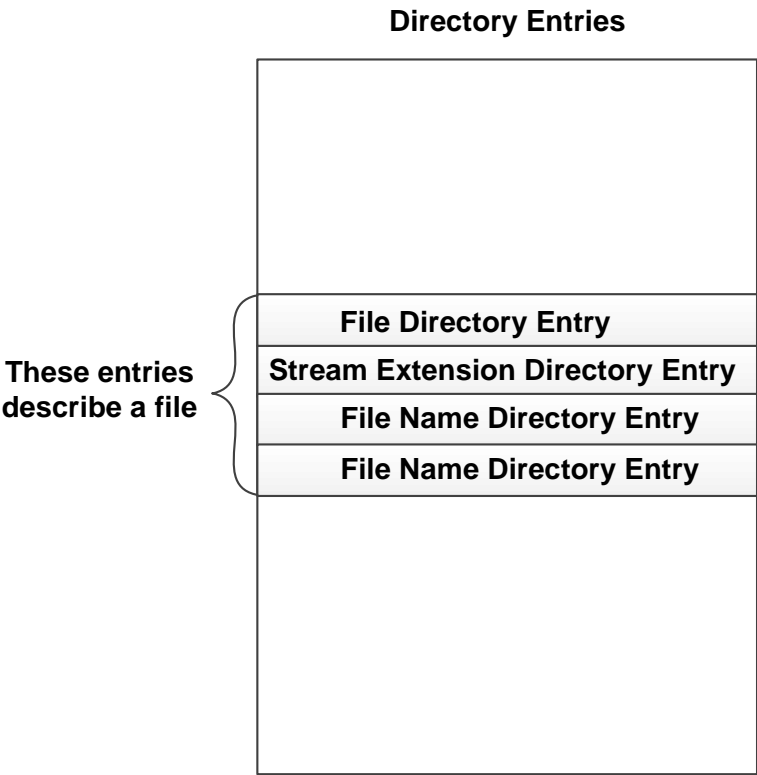 Directory Entries
File Directory Entry
These entries
describe a file
Stream Extension Directory Entry
File Name Directory Entry
File Name Directory Entry